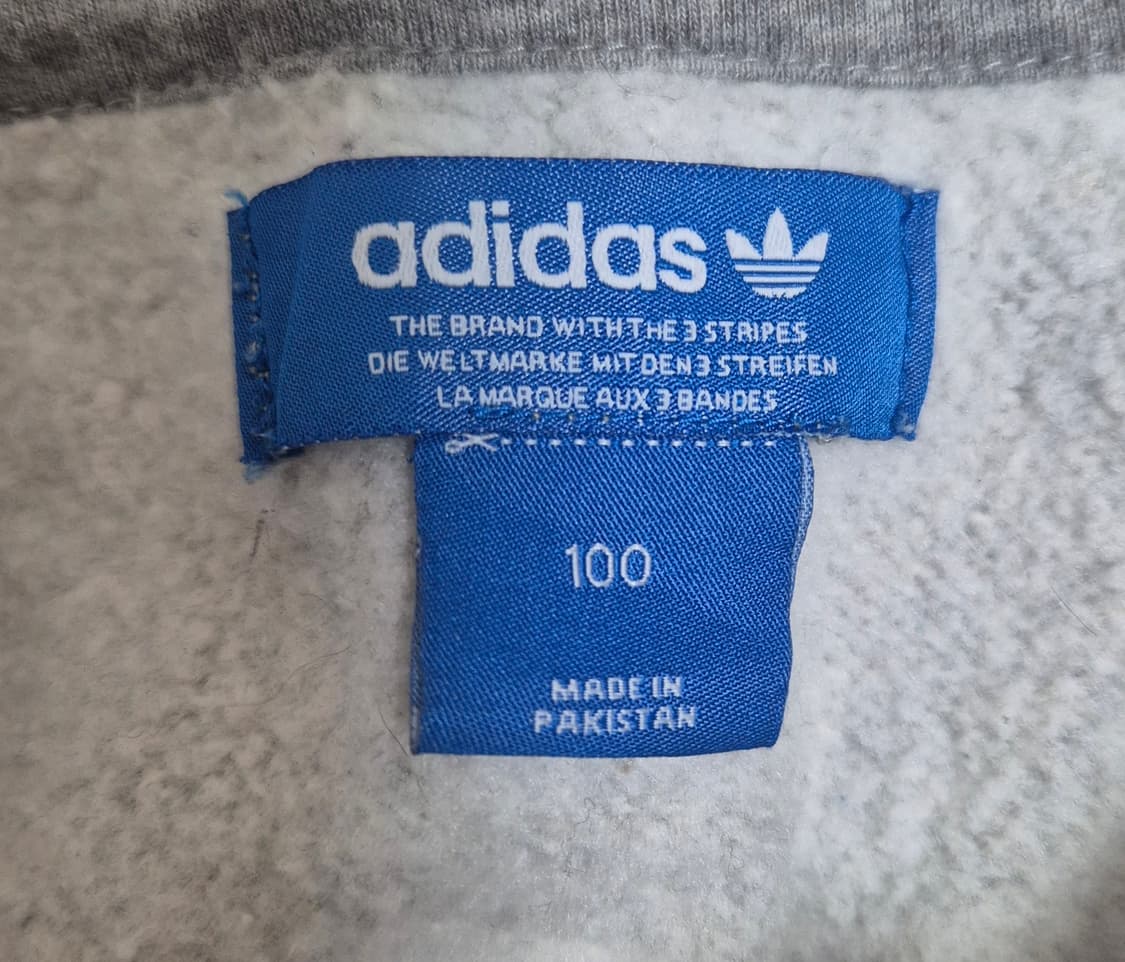 adidas
THE BRAND WITH THE 3 STRIPES
DIE WELTMARKE MIT DEN 3 STREIFEN
LA MARQUE AUX 3 BANDES
100
MADE IN
PAKISTAN